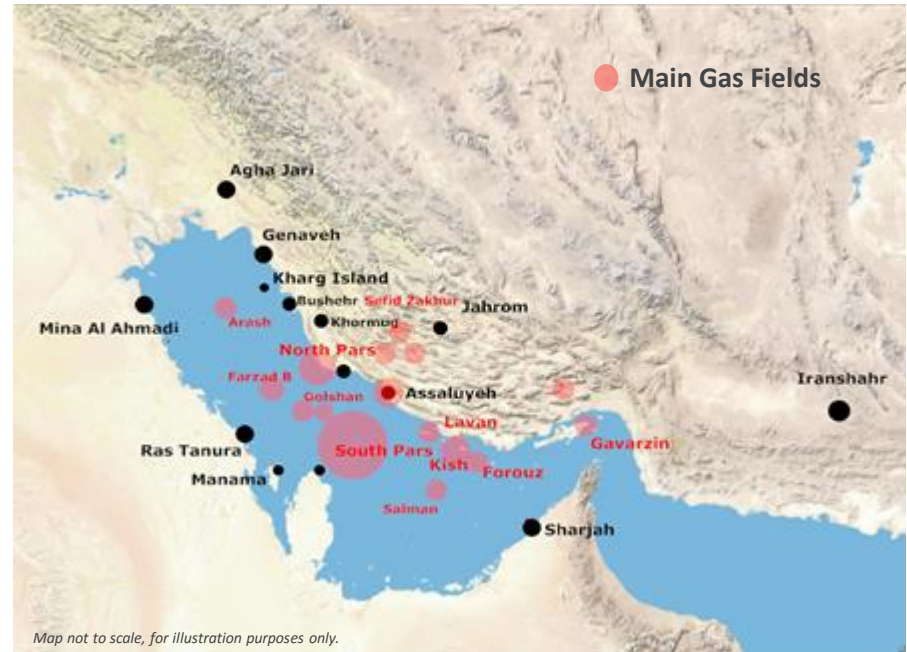 Main Gas Fields
Agha Jari
Genaveh
Kharg Island
Bushehr
Sefid Zakhur
Jahrom
Mina Al Ahmadi
Arash
Khormog
North Pars
Farzad B
Iranshahr
Golshan
Assaluyeh
Lavan
Ras Tanura
South Pars
Gavarzin
Manama
Kish
Forouz
Salman
Sharjah
Map not to scale, for illustration purposes only.